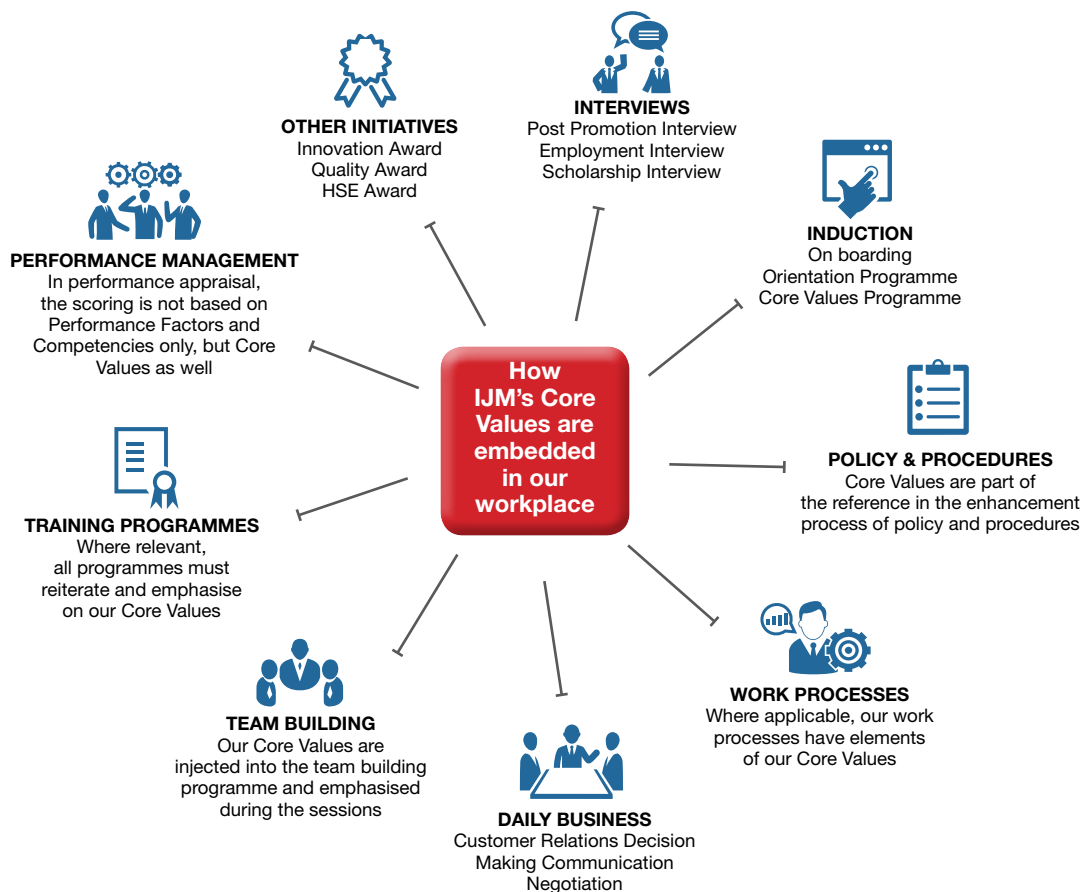 OTHER INITIATIVES
Innovation Award
Quality Award
HSE Award
INTERVIEWS
Post Promotion Interview
Employment Interview
Scholarship Interview
INDUCTION
On boarding
Orientation Programme
Core Values Programme
PERFORMANCE MANAGEMENT
In performance appraisal,
the scoring is not based on
Performance Factors and
Competencies only, but Core
Values as well
How
IJM's Core
Values are
embedded
in our
workplace
POLICY & PROCEDURES
Core Values are part of
the reference in the enhancement
process of policy and procedures
TRAINING PROGRAMMES
Where relevant,
all programmes must
reiterate and emphasise
on our Core Values
WORK PROCESSES
Where applicable, our work
processes have elements
of our Core Values
TEAM BUILDING
Our Core Values are
injected into the team building
programme and emphasised
during the sessions
DAILY BUSINESS
Customer Relations Decision
Making Communication
Negotiation